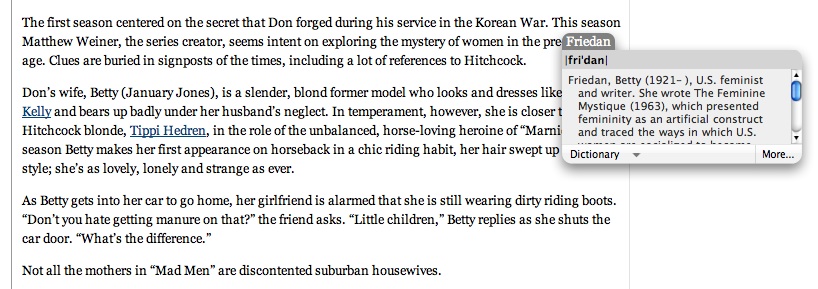 The first season centered on the secret that Don forged during his service in the Korean War. This season
Matthew Weiner, the series creator, seems intent on exploring the mystery of women in the pre Friedan
age. Clues are buried in signposts of the times, including a lot of references to Hitchcock.
Don’s wife, Betty (January Jones), is a slender, blond former model who looks and dresses like
Kelly and bears up badly under her husband’s neglect. In temperament, however, she is closer t
Hitchcock blonde, Tippi Hedren, in the role of the unbalanced, horse-loving heroine of “Marni
season Betty makes her first appearance on horseback in a chic riding habit, her hair swept up
style; she’s as lovely, lonely and strange as ever.
As Betty gets into her car to go home, her girlfriend is alarmed that she is still wearing dirty riding boots.
“Don’t you hate getting manure on that?” the friend asks. “Little children,” Betty replies as she shuts the
car door. “What’s the difference.”
Not all the mothers in “Mad Men” are discontented suburban housewives.
|frī'dan|
Friedan, Betty (1921– ), U.S. feminist
and writer. She wrote The Feminine
Mystique (1963), which presented
femininity as an artificial construct
and traced the ways in which U.S.
women are socialized to become
Dictionary More...